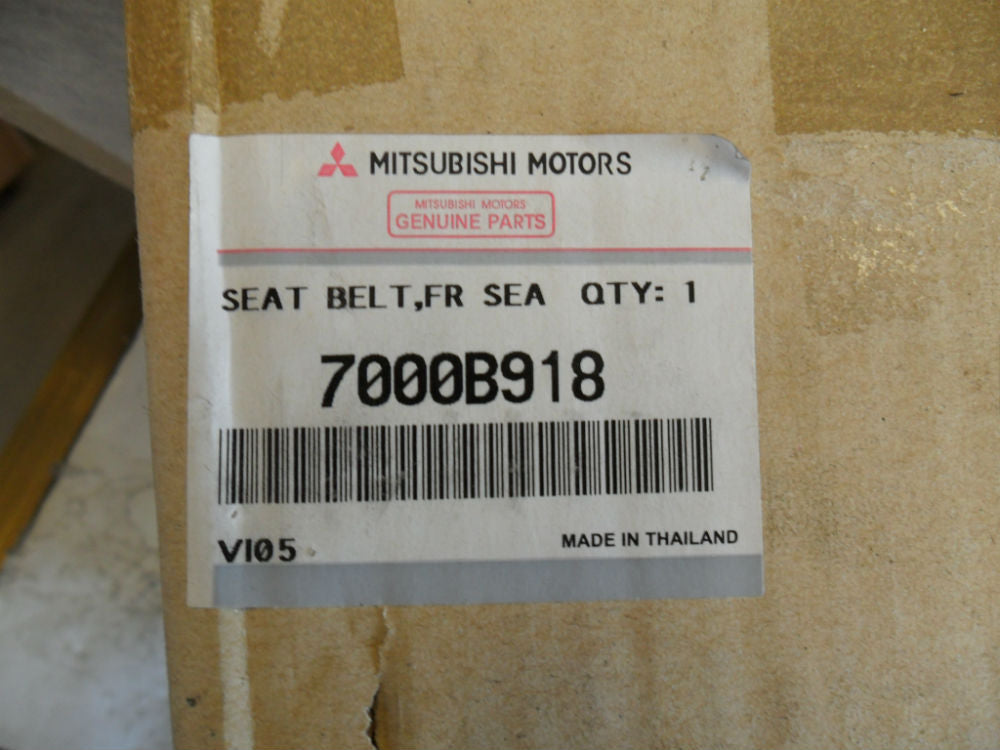 MITSUBISHI MOTORS
MITSUBISHI MOTORS
GENUINE PARTS
SEAT BELT,FR SEA QTY: 1
7000B918
VI05
MADE IN THAILAND